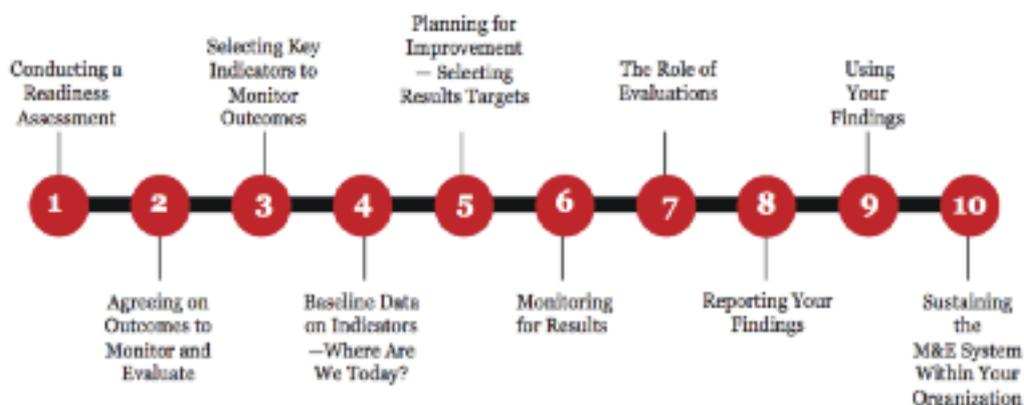 Conducting a
Readiness
Assessment
1
2
Agreeing on
Outcomes to
Monitor and
Evaluate
Selecting Key
Indicators to
Monitor
Outcomes
3
4
Baseline Data
on Indicators
—Where Are
We Today?
Planning for
Improvement
— Selecting
Results Targets
5
6
Monitoring
for Results
The Role of
Evaluations
7
8
Reporting Your
Findings
Using
Your
Findings
9
10
Sustaining
the
M&E System
Within Your
Organization